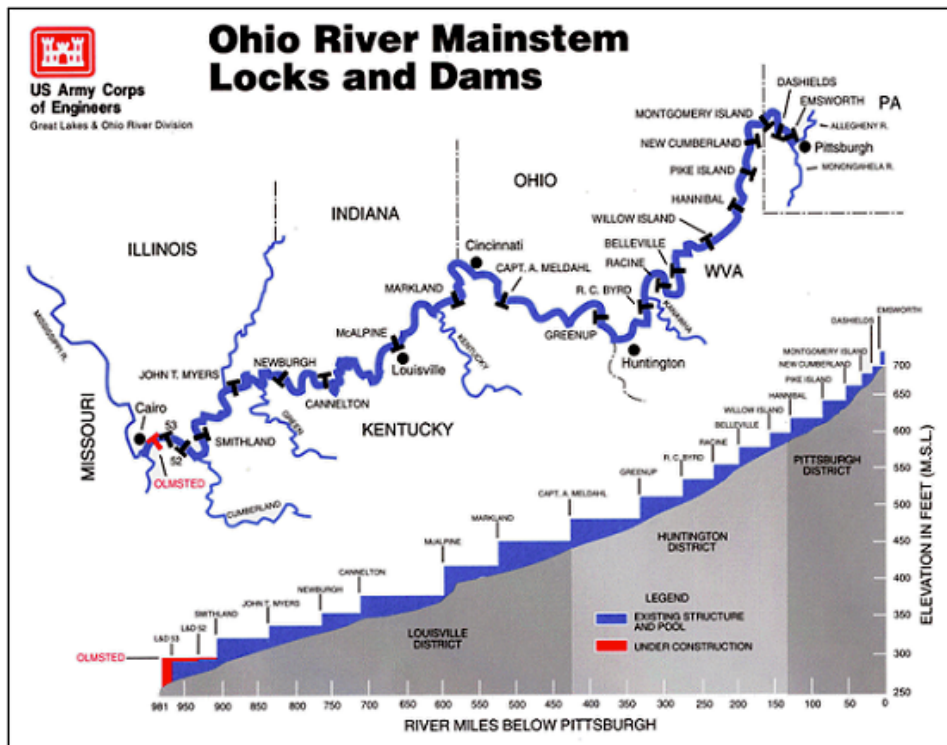 Ohio River Mainstem
Locks and Dams
US Army Corps
of Engineers
Great Lakes & Ohio River Division
DASHIELDS
EMSWORTH
PA
MONTGOMERY ISLAND
ALLEGHENY R.
NEW CUMBERLAND
Pittsburgh
PIKE ISLAND
MONONGAHELA R.
OHIO
HANNIBAL
INDIANA
WILLOW ISLAND
ILLINOIS
BELLEVILLE
Cincinnati
RACINE
WVA
CAPT. A. MELDAHL
MARKLAND
R. C. BYRD
KANAWHA
McALPINE
GREENUP
MISSISSIPPI R.
KENTUCKY
Huntington
NEWBURGH
Louisville
JOHN T. MYERS
CANNELTON
GREEN
Cairo
53
KENTUCKY
MISSOURI
SMITHLAND
52
OLMSTED
CUMBERLAND
EMSWORTH
DASHIELDS
MONTGOMERY ISLAND
NEW CUMBERLAND
PIKE ISLAND
HANNIBAL
WILLOW ISLAND
BELLEVILLE
RACINE
R. C. BYRD
GREENUP
CAPT. A. MELDAHL
MARKLAND
McALPINE
CANNELTON
NEWBURGH
JOHN T. MYERS
SMITHLAND
L&D 52
L&D 53
OLMSTED
PITTSBURGH
DISTRICT
HUNTINGTON
DISTRICT
LOUISVILLE
DISTRICT
LEGEND
EXISTING STRUCTURE
AND POOL
UNDER CONSTRUCTION
700
650
600
550
500
450
400
350
300
250
ELEVATION IN FEET (M.S.L.)
981 950 900 850 800 750 700 650 600 550 500 450 400 350 300 250 200 150 100 50 0
RIVER MILES BELOW PITTSBURGH